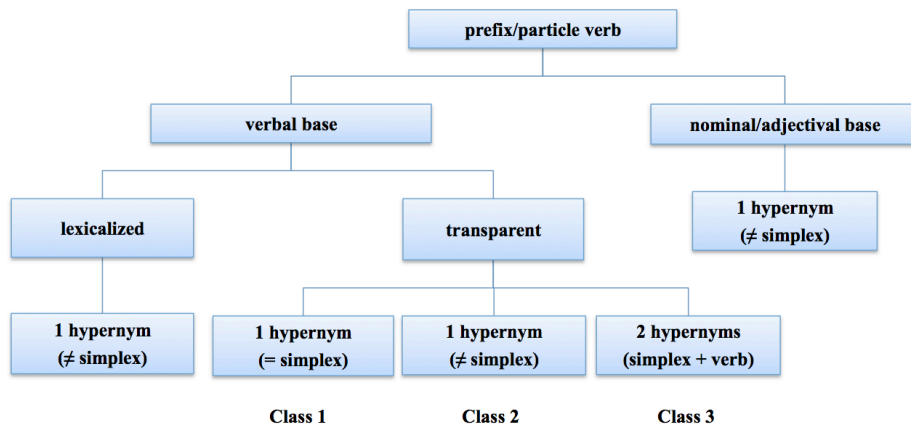 prefix/particle verb
verbal base
nominal/adjectival base
lexicalized
transparent
1 hypernym
(≠ simplex)
1 hypernym
(≠ simplex)
1 hypernym
(= simplex)
1 hypernym
(≠ simplex)
2 hypernyms
(simplex + verb)
Class 1
Class 2
Class 3